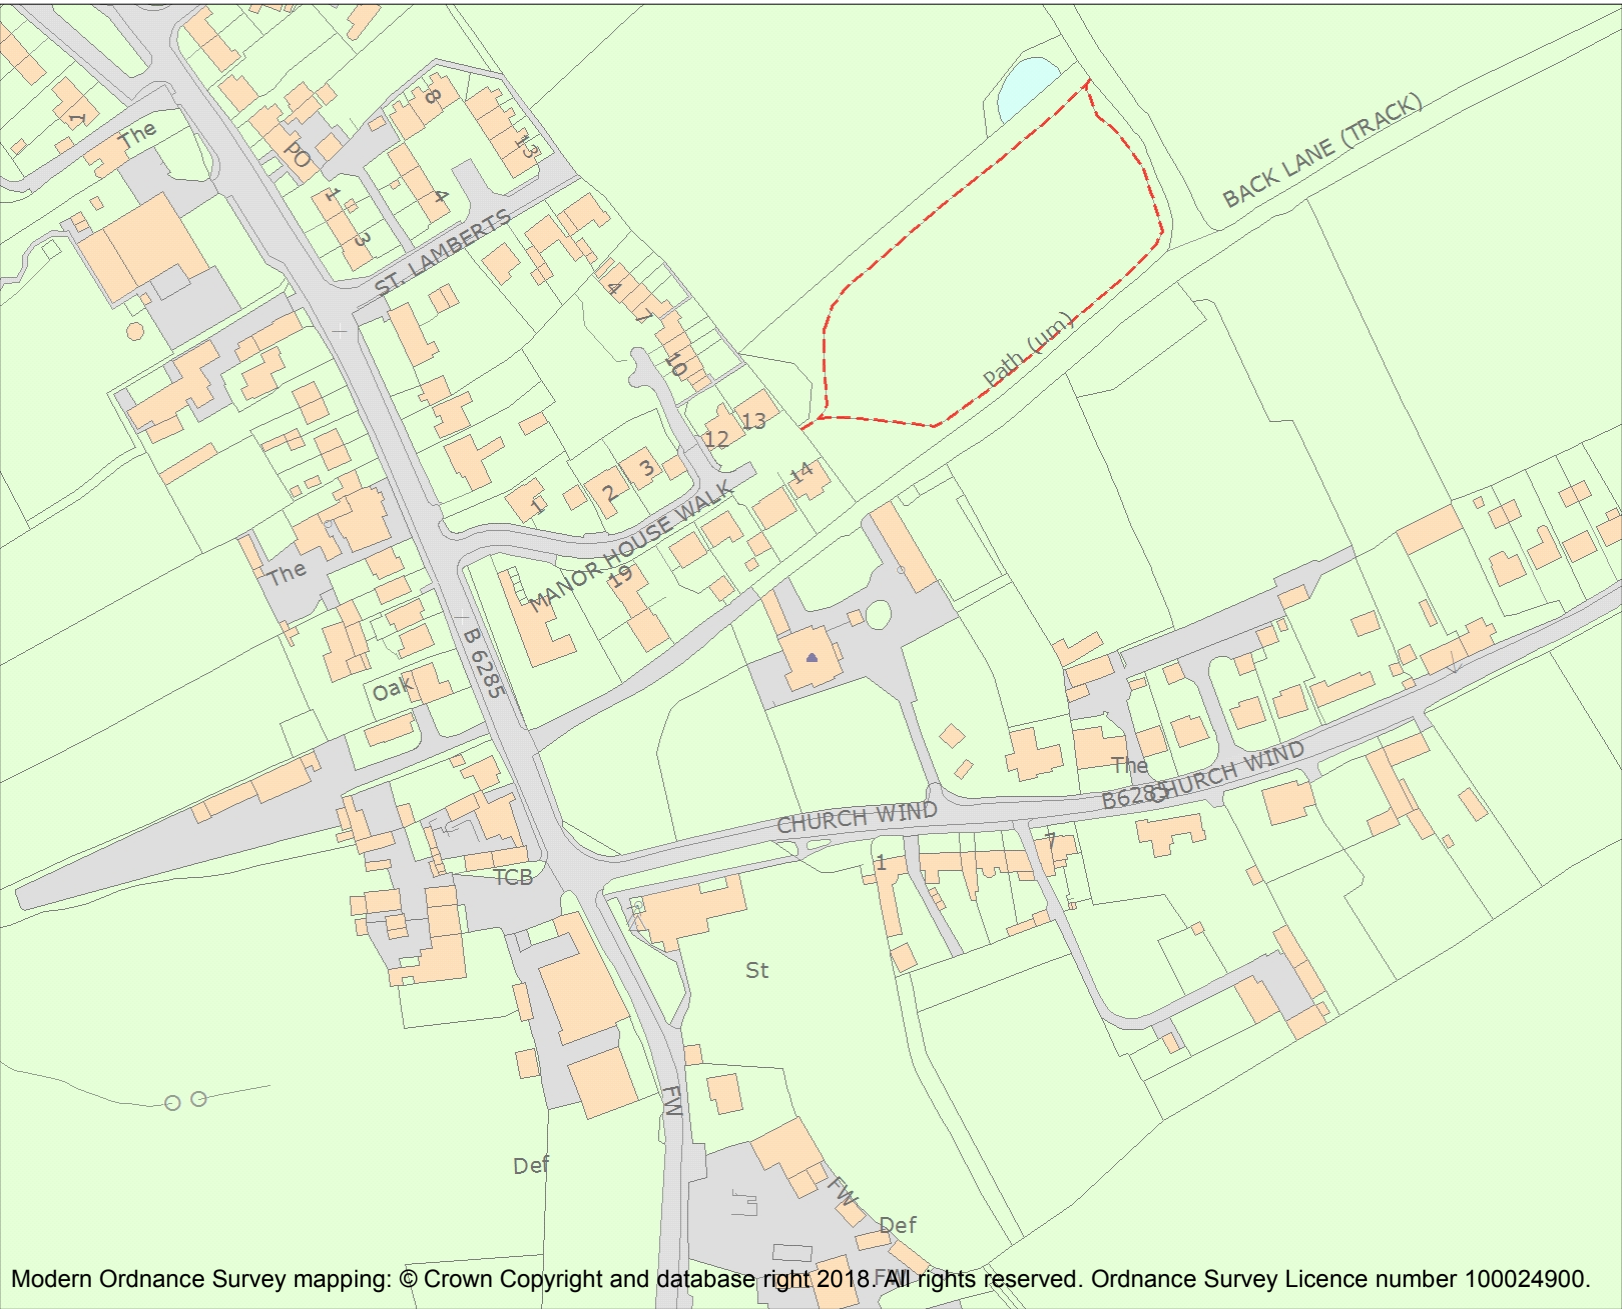 8
1
The
PO
13
1
4
3
BACK LANE (TRACK)
ST. LAMBERTS
4
7
10
Path (um)
13
12
14
3
2
1
MANOR HOUSE WALK
19
The
B 6285
Oak
The
CHURCH WIND
B6285
CHURCH WIND
7
1
TCB
St
FW
Def
FW
Def
FW
Modern Ordnance Survey mapping: © Crown Copyright and database right 2018. All rights reserved. Ordnance Survey Licence number 100024900.